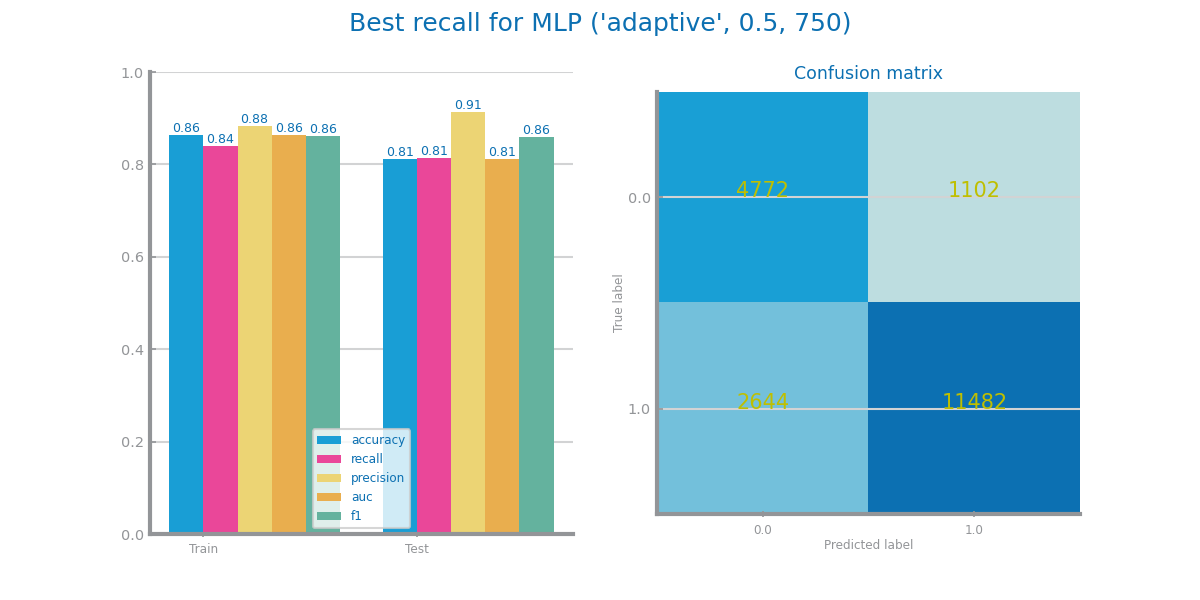 Best recall for MLP ('adaptive', 0.5, 750)
1.0
0.8
0.6
0.4
0.2
0.0
0.86
0.84
0.88
0.86
0.86
0.81
0.81
0.91
0.81
0.86
accuracy
recall
precision
auc
f1
Train
Test
Confusion matrix
True label
0.0
1.0
4772
1102
2644
11482
0.0
1.0
Predicted label